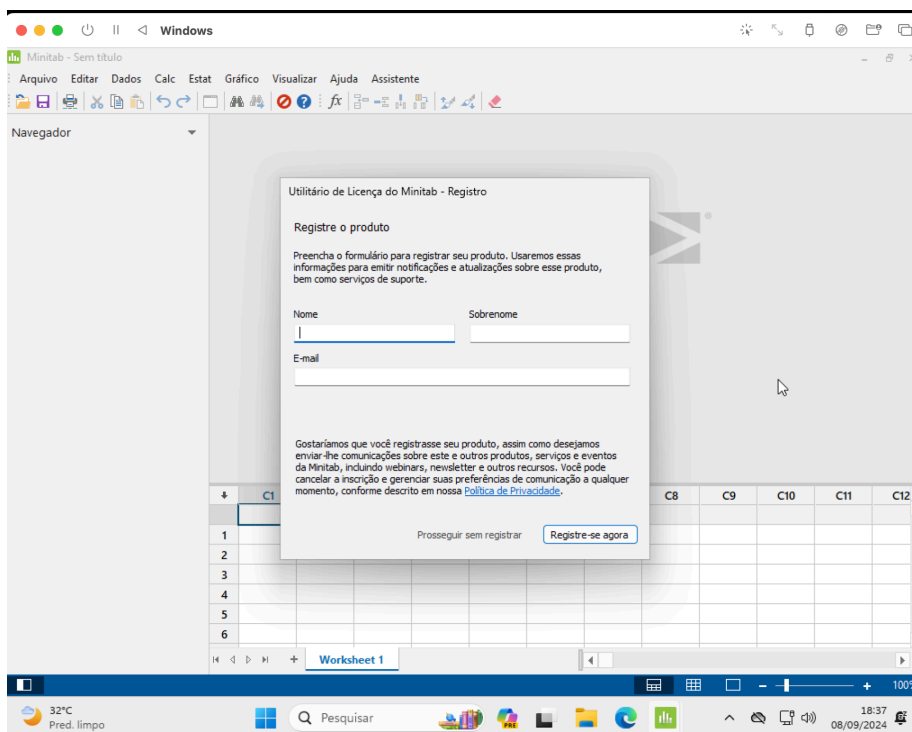 Windows
Minitab - Sem título
Arquivo Editar Dados Calc Estat Gráfico Visualizar Ajuda Assistente
fx
Navegador
Utilitário de Licença do Minitab - Registro
Registre o produto
Preencha o formulário para registrar seu produto. Usaremos essas
informações para emitir notificações e atualizações sobre esse produto,
bem como serviços de suporte.
Nome Sobrenome
E-mail
Gostaríamos que você registrasse seu produto, assim como desejamos
enviar-lhe comunicações sobre este e outros produtos, serviços e eventos
da Minitab, incluindo webinars, newsletter e outros recursos. Você pode
cancelar a inscrição e gerenciar suas preferências de comunicação a qualquer
momento, conforme descrito em nossa Política de Privacidade.
Prosseguir sem registrar Registre-se agora
C1 C8 C9 C10 C11 C12
1
2
3
4
5
6
Worksheet 1
100%
32°C
Pred. limpo
Pesquisar
PRE
18:37
08/09/2024